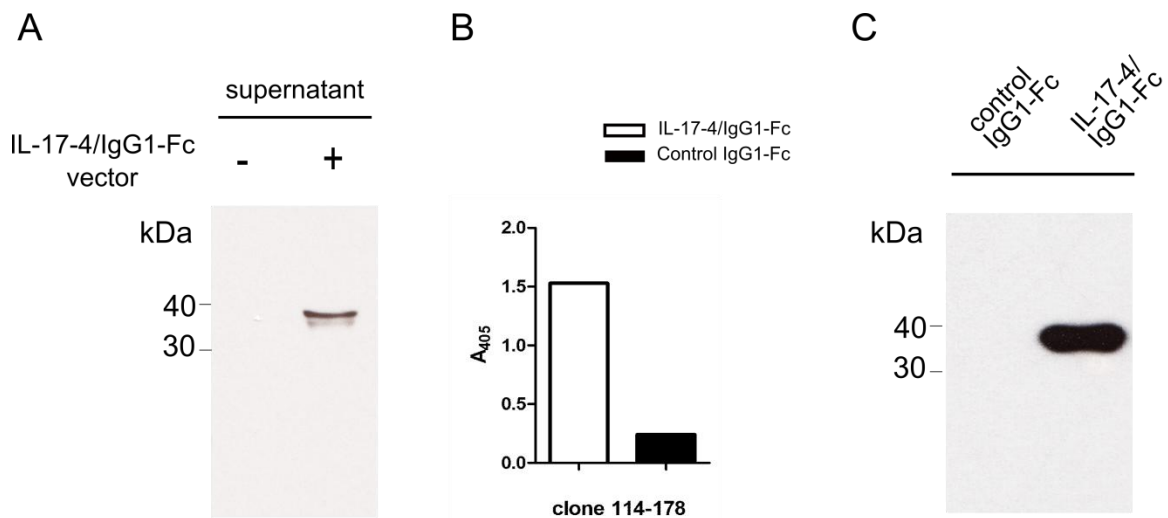 A
supernatant
IL-17-4/IgG1-Fc
vector
- +
kDa
40
30
B
IL-17-4/IgG1-Fc
Control IgG1-Fc
2.0
1.5
1.0
0.5
0.0
A405
clone 114-178
C
control
IgG1-Fc
IL-17-4/
IgG1-Fc
kDa
40
30